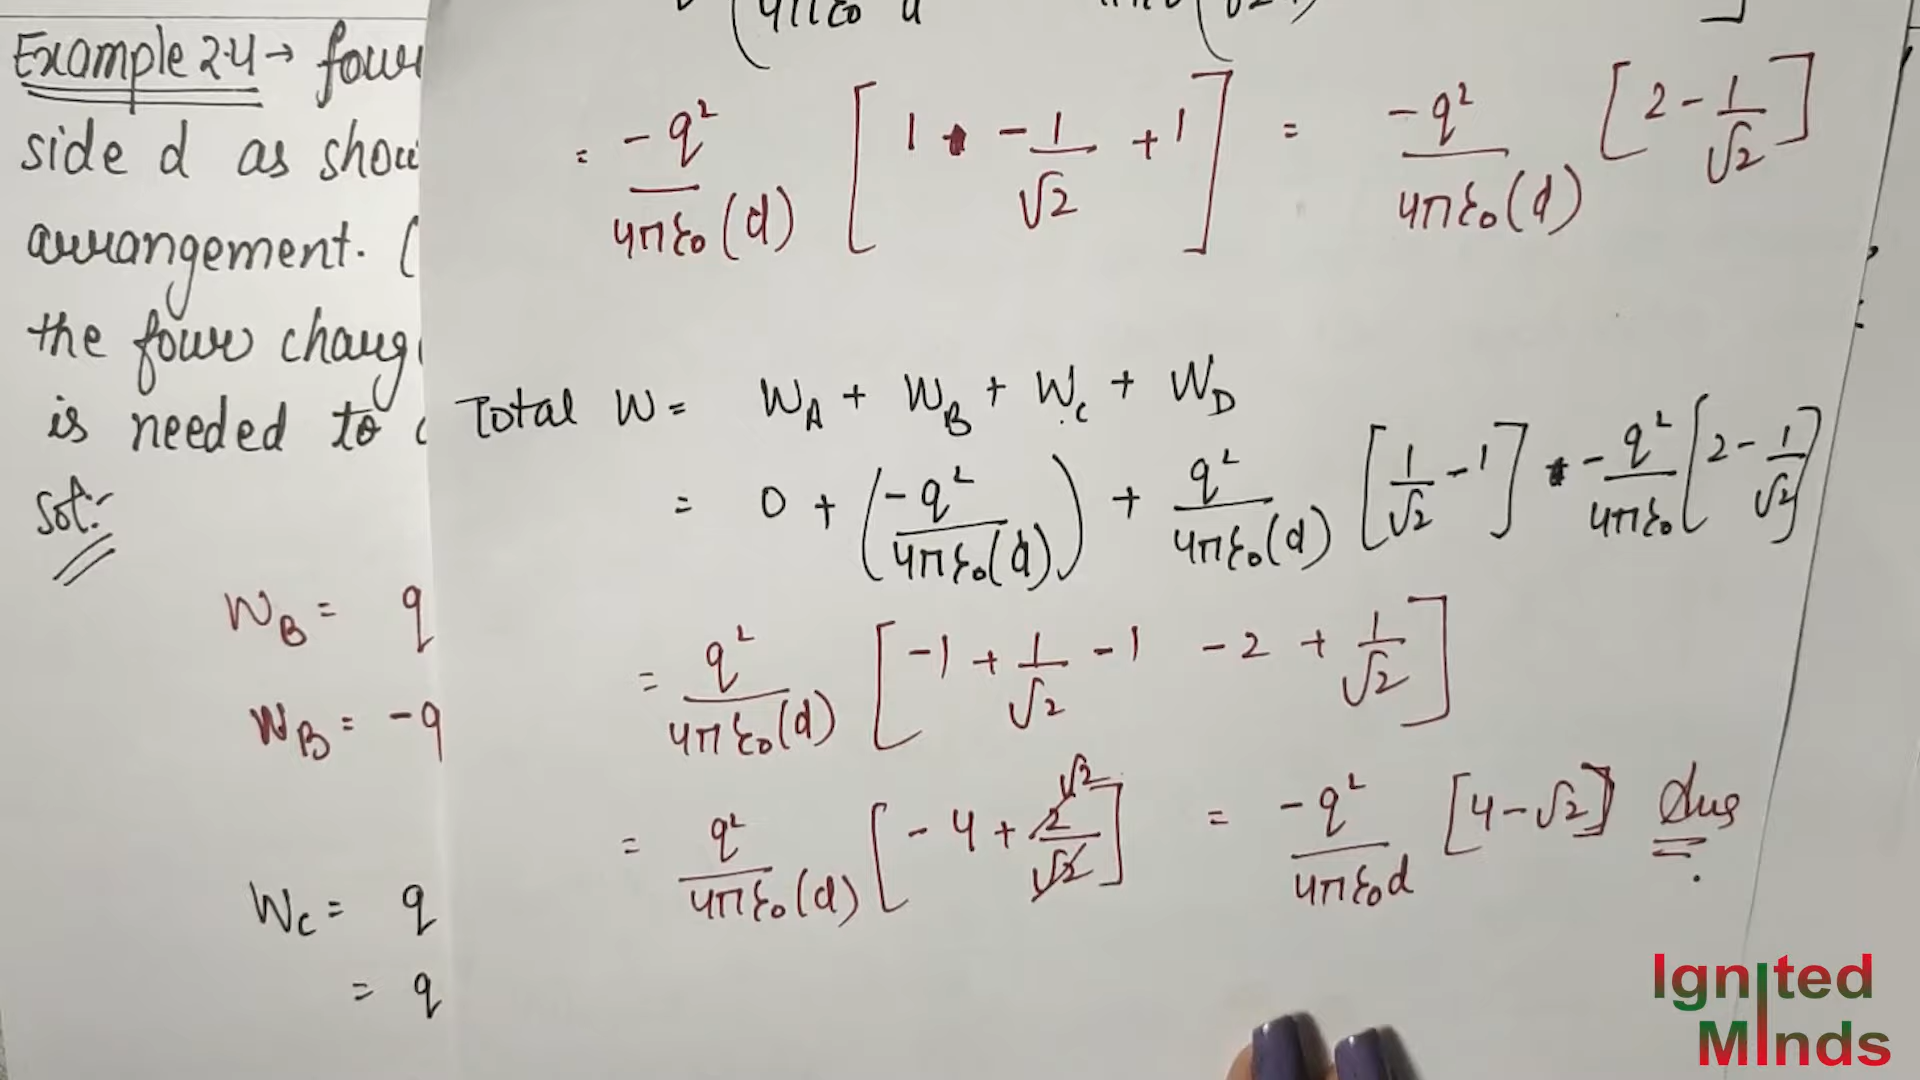 Example 2.4 → four
side d as show
arrangement. (
the four charg
is needed to
Sol:-
W_B = q
W_B = -q
W_C = q
= q
4πε₀ d
= -q²/4πε₀(d) [1 - 1/√2 + 1] = -q²/4πε₀(d) [2 - 1/√2]
Total W = W_A + W_B + W_C + W_D
= 0 + (-q²/4πε₀(d)) + q²/4πε₀(d) [1/√2 - 1] - q²/4πε₀ [2 - 1/√2]
= q²/4πε₀(d) [-1 + 1/√2 - 1 - 2 + 1/√2]
= q²/4πε₀(d) [-4 + 2/√2] √2 = -q²/4πε₀d [4 - √2] Ans
Ignited
Minds